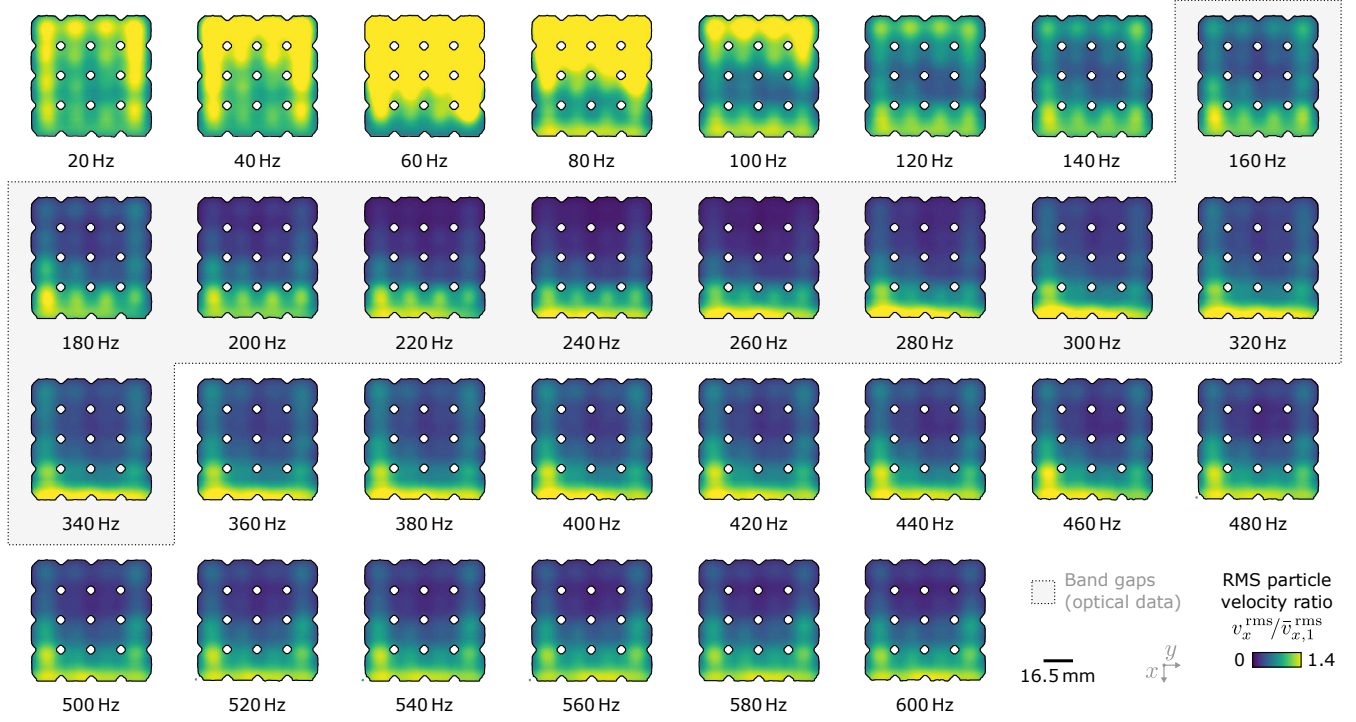 20 Hz 40 Hz 60 Hz 80 Hz 100 Hz 120 Hz 140 Hz 160 Hz
180 Hz 200 Hz 220 Hz 240 Hz 260 Hz 280 Hz 300 Hz 320 Hz
340 Hz 360 Hz 380 Hz 400 Hz 420 Hz 440 Hz 460 Hz 480 Hz
500 Hz 520 Hz 540 Hz 560 Hz 580 Hz 600 Hz
Band gaps
(optical data)
16.5 mm
y
x
RMS particle
velocity ratio
v_x^rms / v̄_x,1^rms
0 1.4